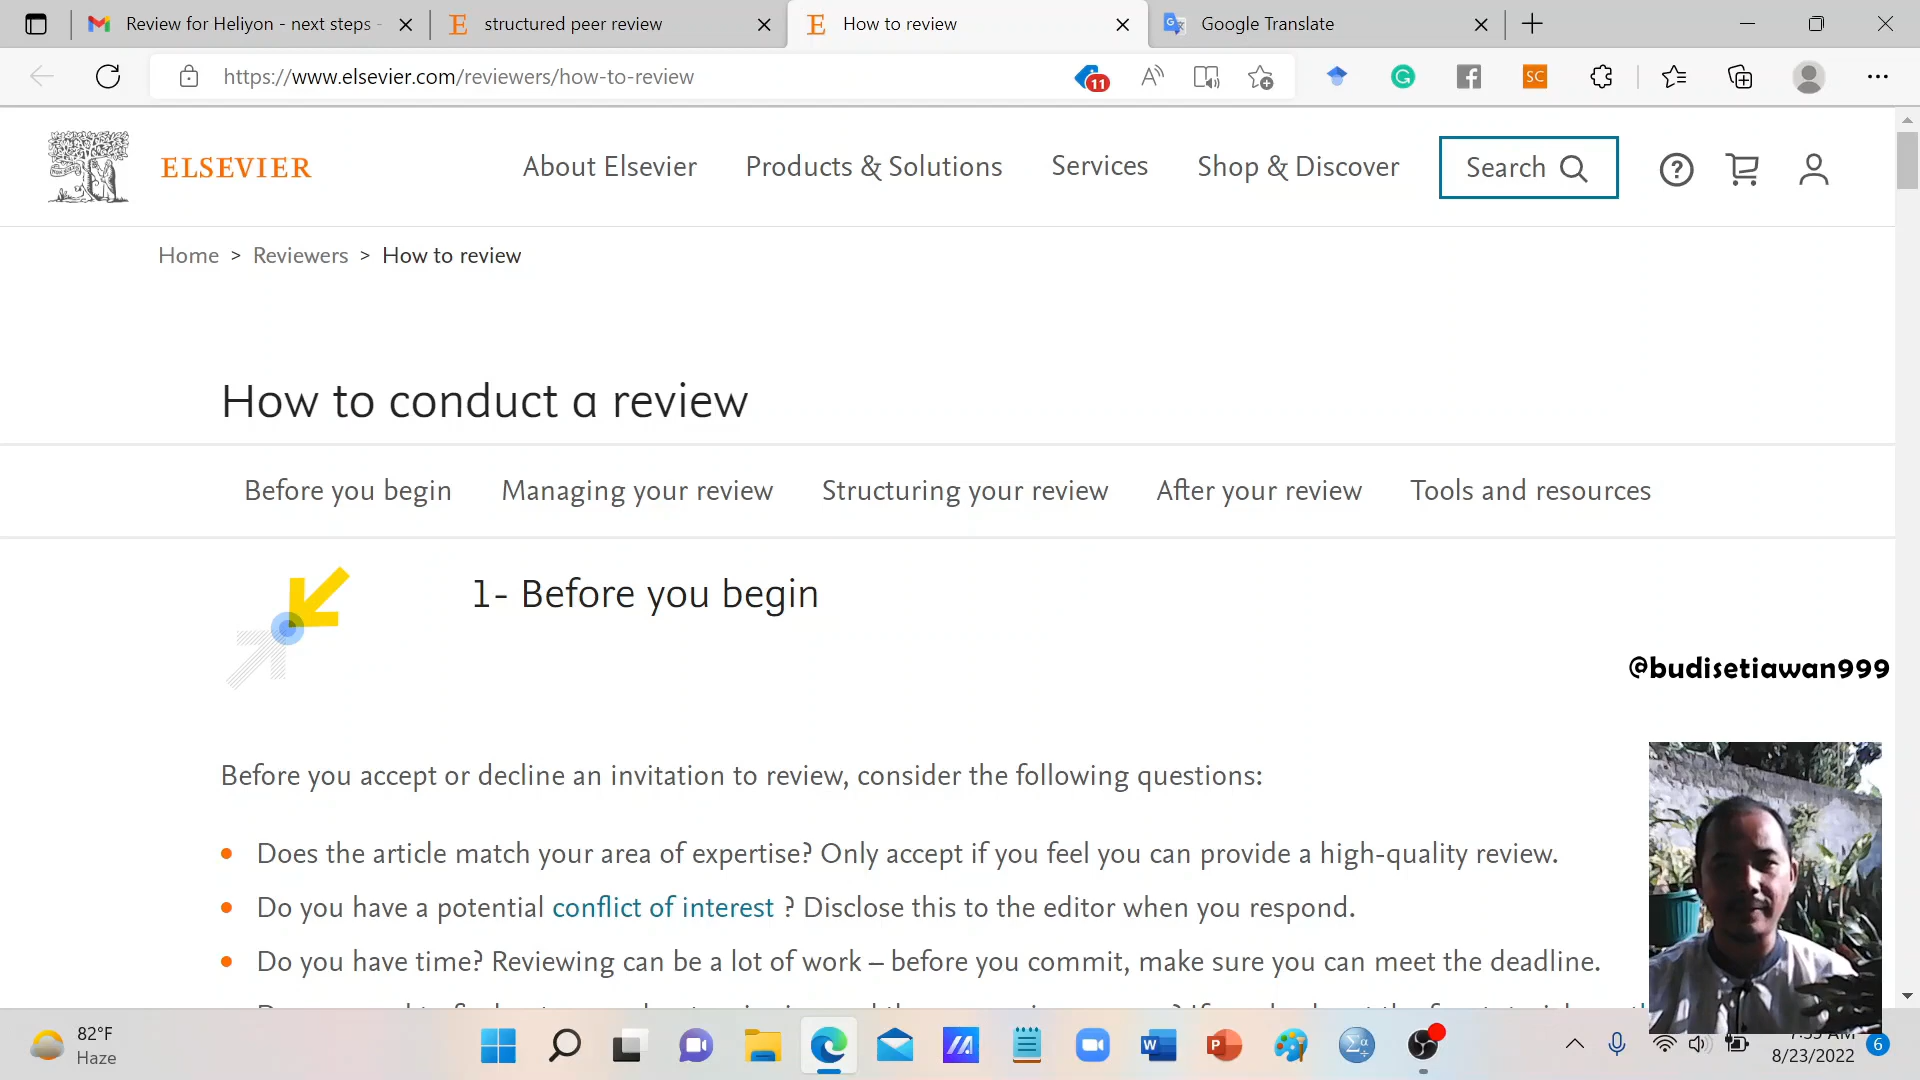 Review for Heliyon - next steps -
structured peer review
How to review
Google Translate
https://www.elsevier.com/reviewers/how-to-review
11
SC
ELSEVIER
About Elsevier
Products & Solutions
Services
Shop & Discover
Search
Home > Reviewers > How to review
How to conduct a review
Before you begin
Managing your review
Structuring your review
After your review
Tools and resources
1- Before you begin
@budisetiawan999
Before you accept or decline an invitation to review, consider the following questions:
Does the article match your area of expertise? Only accept if you feel you can provide a high-quality review.
Do you have a potential conflict of interest ? Disclose this to the editor when you respond.
Do you have time? Reviewing can be a lot of work – before you commit, make sure you can meet the deadline.
82°F
Haze
8/23/2022
6